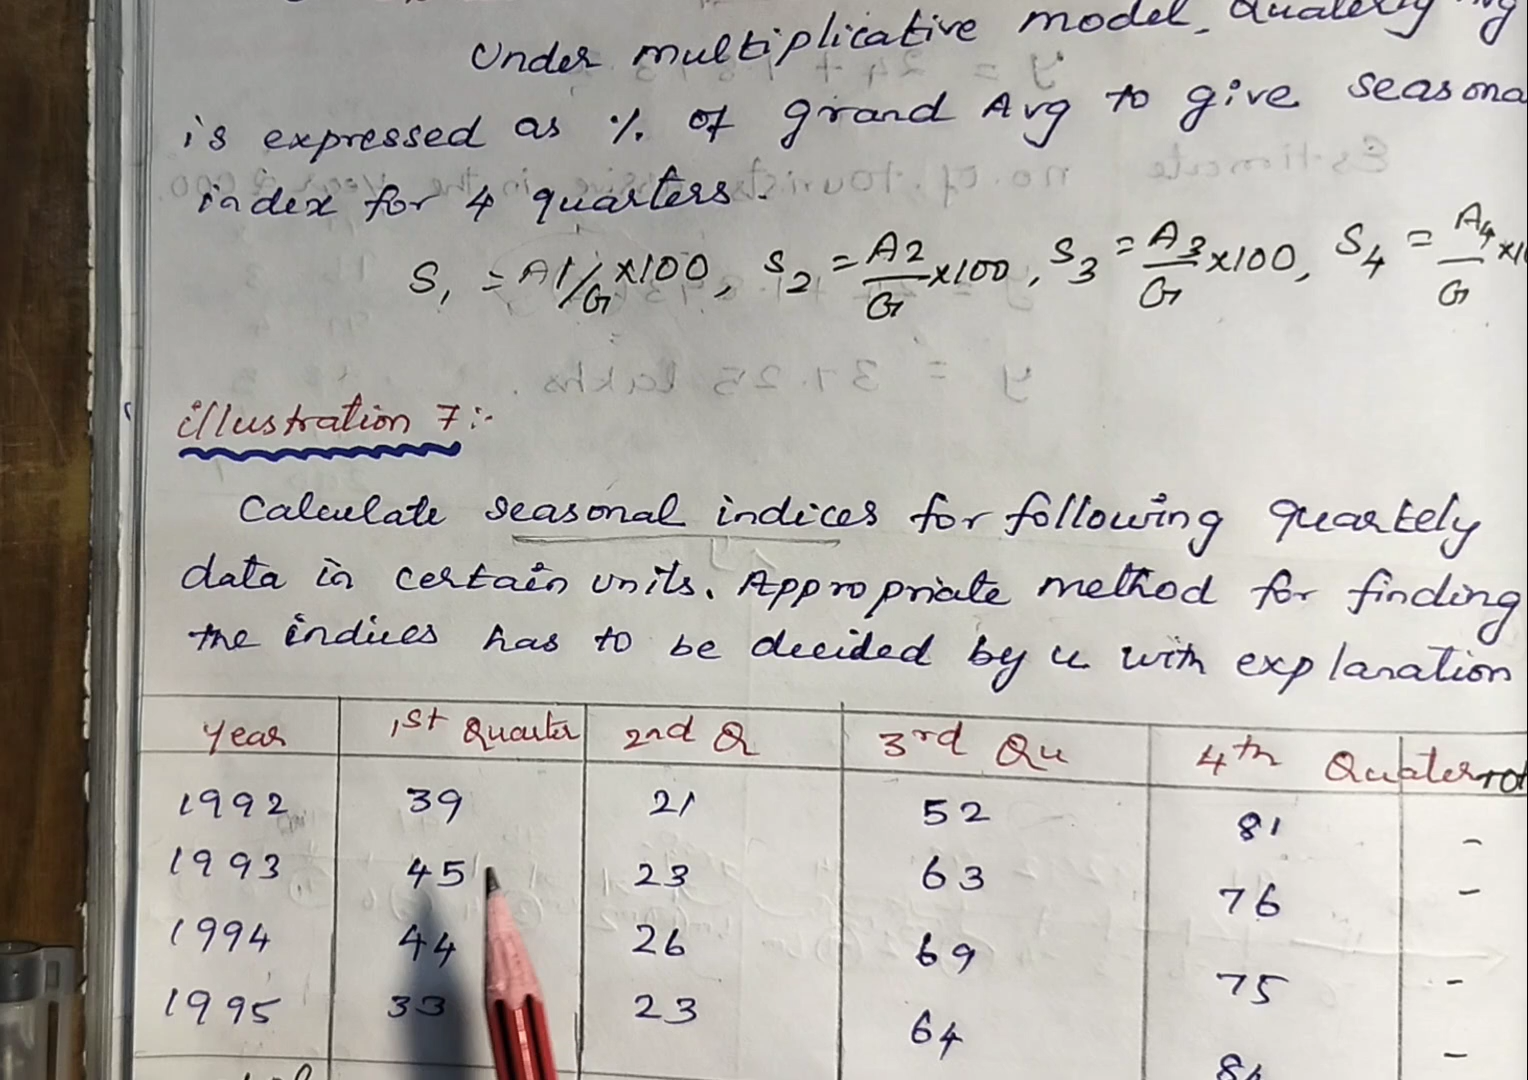 Under multiplicative model, Quaterly Avg
is expressed as % of grand Avg to give seasona
index for 4 quarters.
S1 = A1/G x100, S2 = A2/G x100, S3 = A3/G x100, S4 = A4/G x10
illustration 7:-
Calculate seasonal indices for following quartely
data in certain units. Appropriate method for finding
the indices has to be decided by u with explanation
Year 1st Quarter 2nd Q 3rd Qu 4th Quater
1992 39 21 52 81 -
1993 45 23 63 76 -
1994 44 26 69 75 -
1995 33 23 64 -